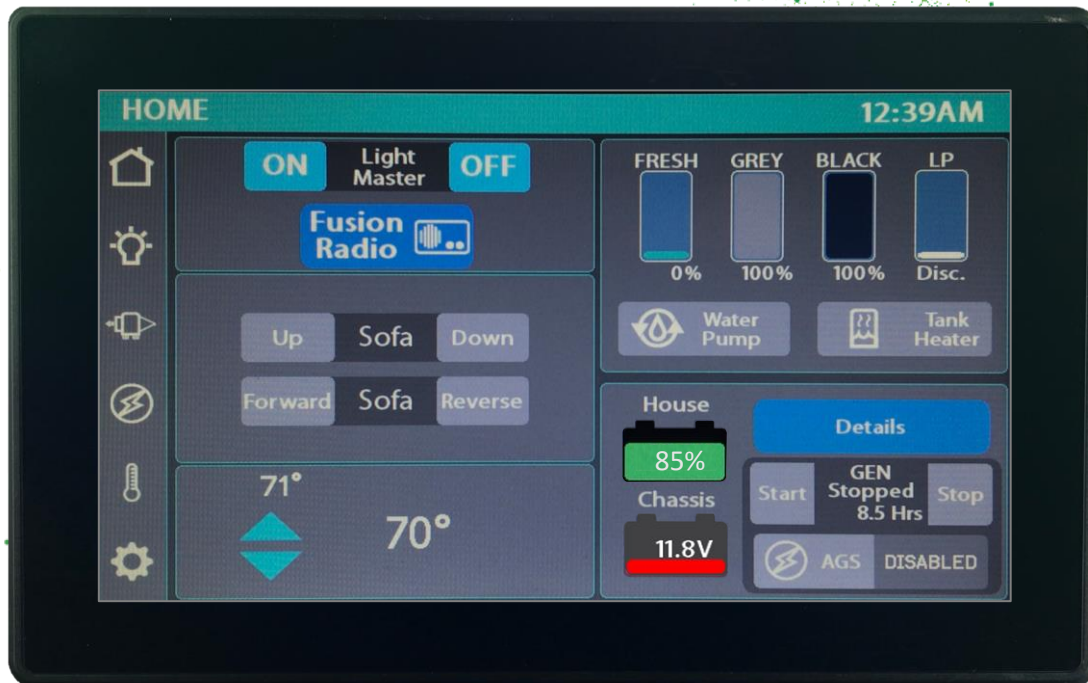 HOME 12:39AM
ON Light Master OFF
Fusion
Radio
Up Sofa Down
Forward Sofa Reverse
71°
70°
FRESH GREY BLACK LP
0% 100% 100% Disc.
Water
Pump
Tank
Heater
House
85%
Chassis
11.8V
Details
Start
GEN
Stopped
8.5 Hrs
Stop
AGS DISABLED